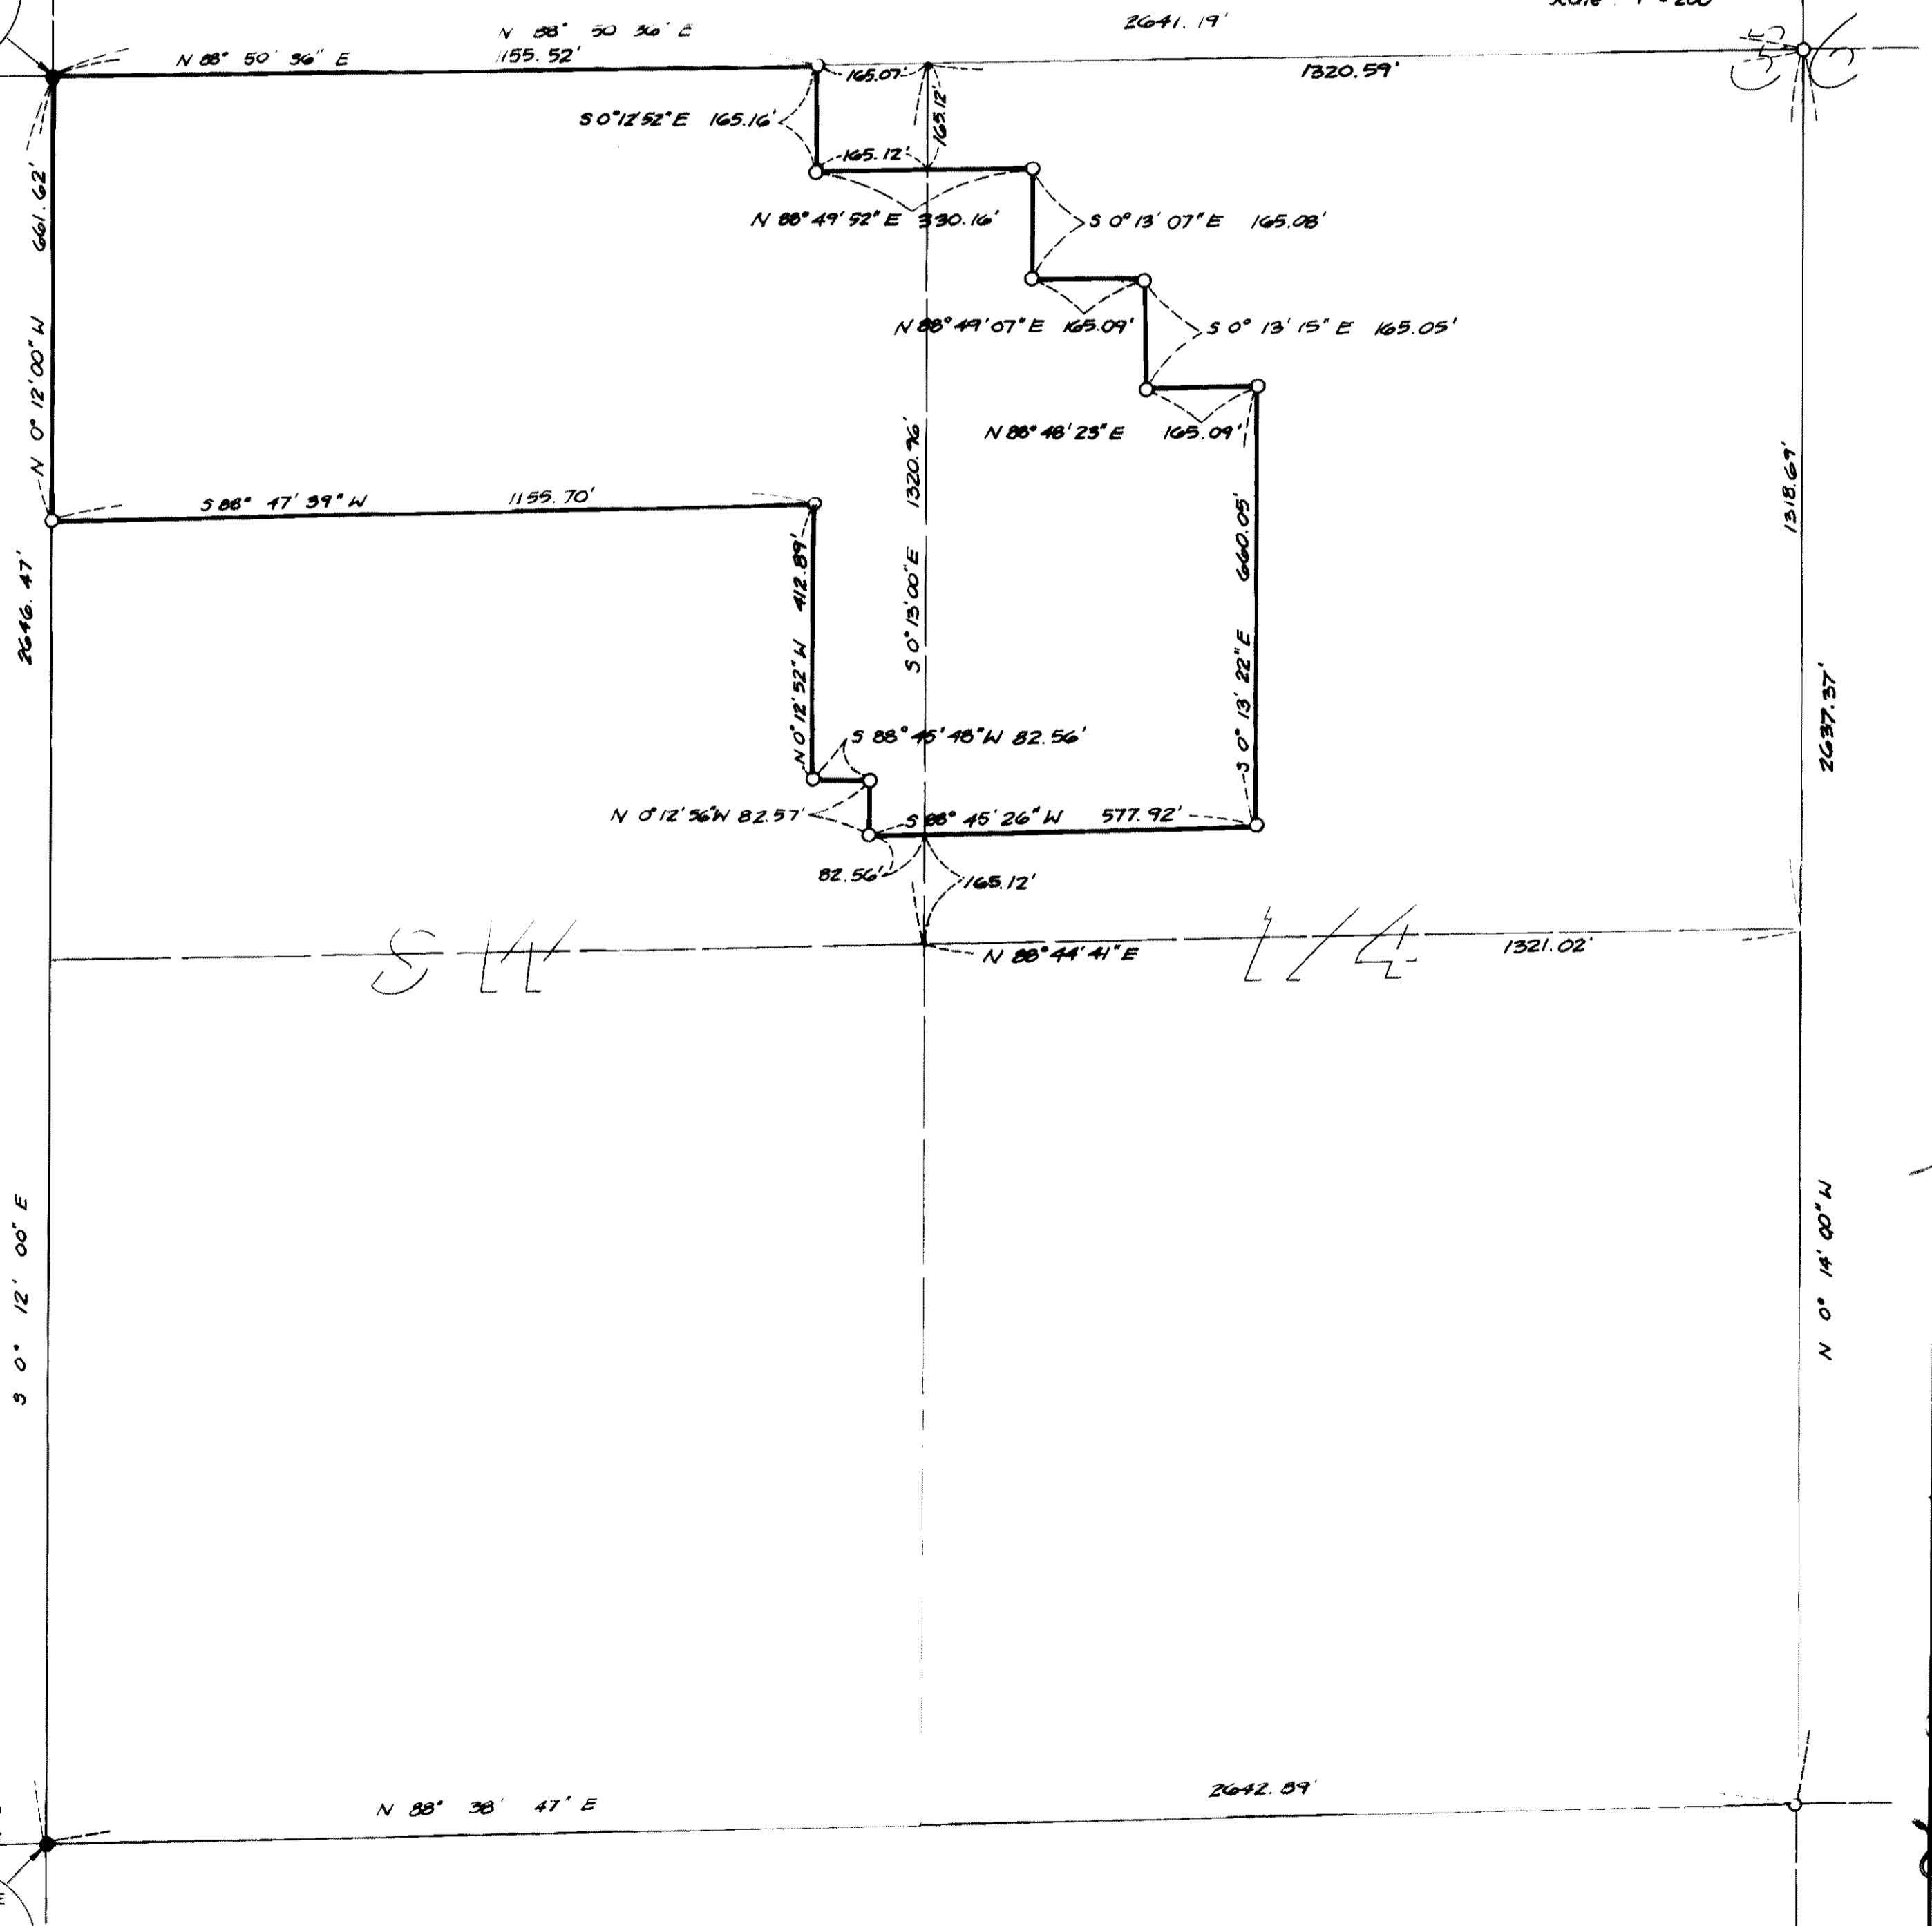 2641.19'
N 88° 50' 36" E
N 88° 50' 36" E 1155.52'
165.07'
1320.59'
S 0°12'52"E 165.16'
165.12'
165.12'
661.62'
N 88°49'52"E 330.16'
S 0°13'07"E 165.08'
N 88°49'07"E 165.09'
S 0°13'15"E 165.05'
N 0°12'00"W
N 88°48'23"E 165.09'
S 0°13'00"E 1320.96'
S 88° 47' 39" W 1155.70'
1318.69'
N 0°12'52"W 412.89'
S 0° 13' 22" E 660.05'
2646.47'
2637.37'
S 88°45'48"W 82.56'
N 0°12'56"W 82.57'
S 88° 45' 26" W 577.92'
82.56'
165.12'
SW 1/4
N 88°44'41"E
1321.02'
S 0° 12' 00" E
N 0° 14' 00" W
N 88° 38' 47" E
2642.89'